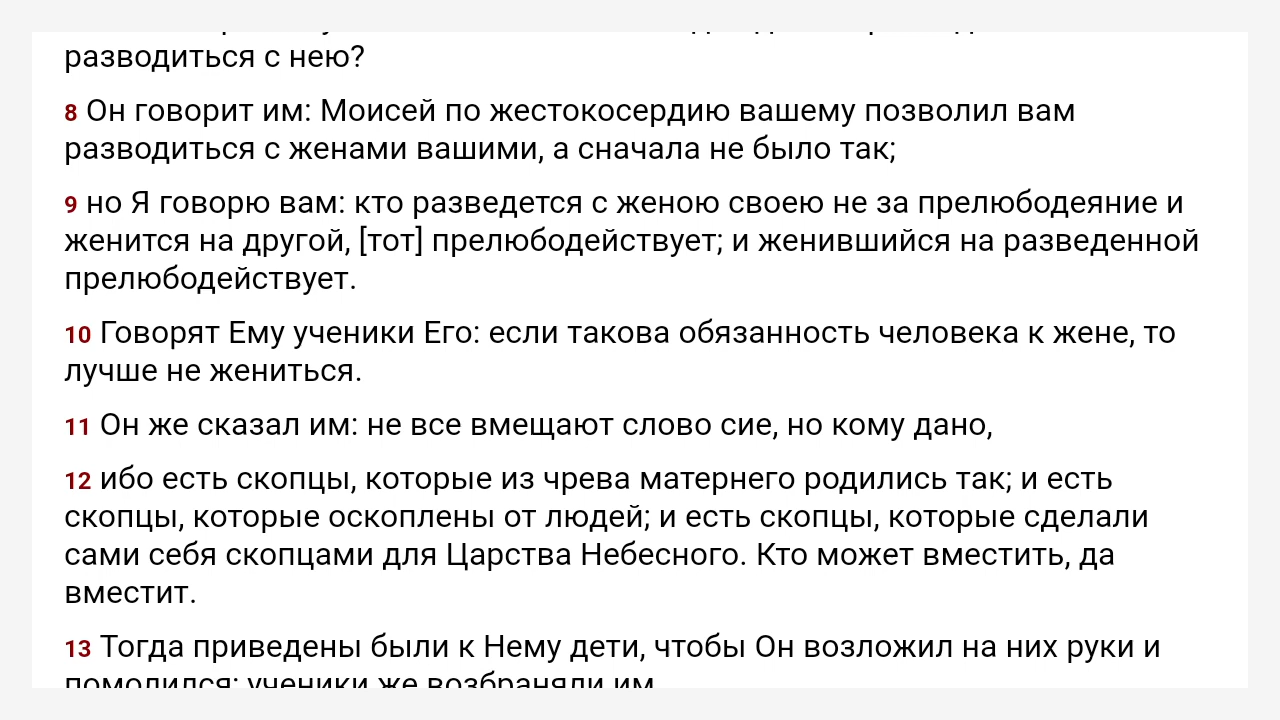 разводиться с нею?
8 Он говорит им: Моисей по жестокосердию вашему позволил вам
разводиться с женами вашими, а сначала не было так;
9 но Я говорю вам: кто разведется с женою своею не за прелюбодеяние и
женится на другой, [тот] прелюбодействует; и женившийся на разведенной
прелюбодействует.
10 Говорят Ему ученики Его: если такова обязанность человека к жене, то
лучше не жениться.
11 Он же сказал им: не все вмещают слово сие, но кому дано,
12 ибо есть скопцы, которые из чрева матернего родились так; и есть
скопцы, которые оскоплены от людей; и есть скопцы, которые сделали
сами себя скопцами для Царства Небесного. Кто может вместить, да
вместит.
13 Тогда приведены были к Нему дети, чтобы Он возложил на них руки и
помолился; ученики же возбраняли им.